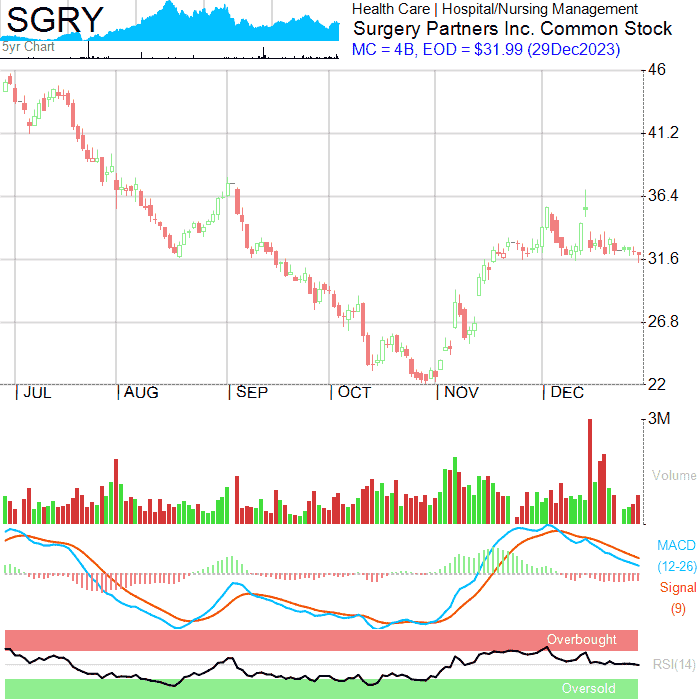 SGRY
5yr Chart
Health Care | Hospital/Nursing Management
Surgery Partners Inc. Common Stock
MC = 4B, EOD = $31.99 (29Dec2023)
46
41.2
36.4
31.6
26.8
22
| JUL | AUG | SEP | OCT | NOV | DEC
3M
Volume
MACD
(12-26)
Signal
(9)
Overbought
RSI(14)
Oversold